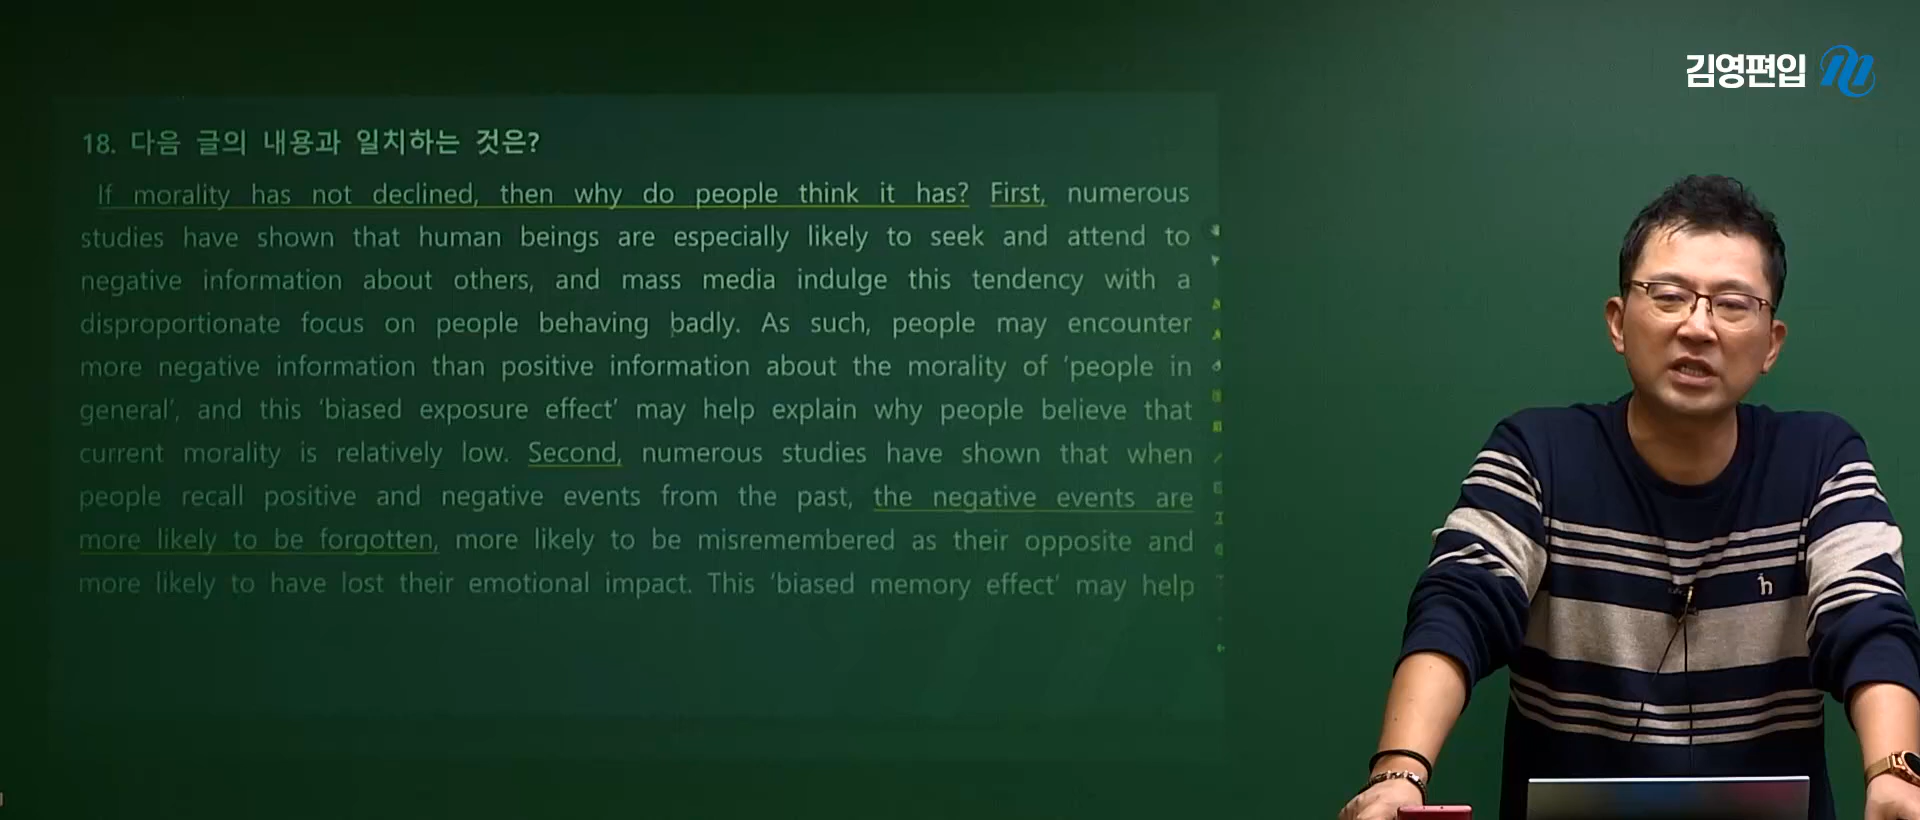 김영편입
18. 다음 글의 내용과 일치하는 것은?
If morality has not declined, then why do people think it has? First, numerous
studies have shown that human beings are especially likely to seek and attend to
negative information about others, and mass media indulge this tendency with a
disproportionate focus on people behaving badly. As such, people may encounter
more negative information than positive information about the morality of ‘people in
general’, and this ‘biased exposure effect’ may help explain why people believe that
current morality is relatively low. Second, numerous studies have shown that when
people recall positive and negative events from the past, the negative events are
more likely to be forgotten, more likely to be misremembered as their opposite and
more likely to have lost their emotional impact. This ‘biased memory effect’ may help
h